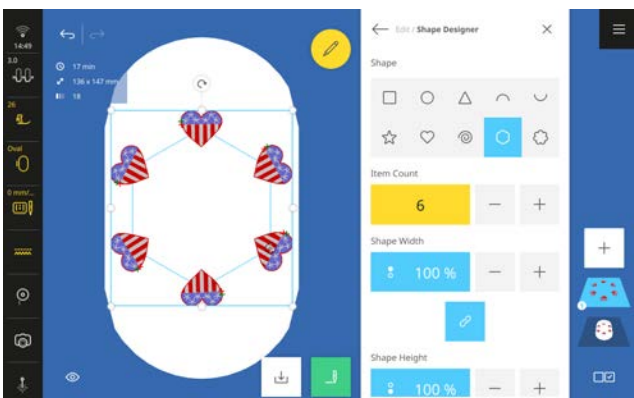 14:49
3.0
26
Oval
0 mm/...
17 min
136 x 147 mm
18
Edit / Shape Designer
Shape
Item Count
6
Shape Width
100 %
Shape Height
100 %